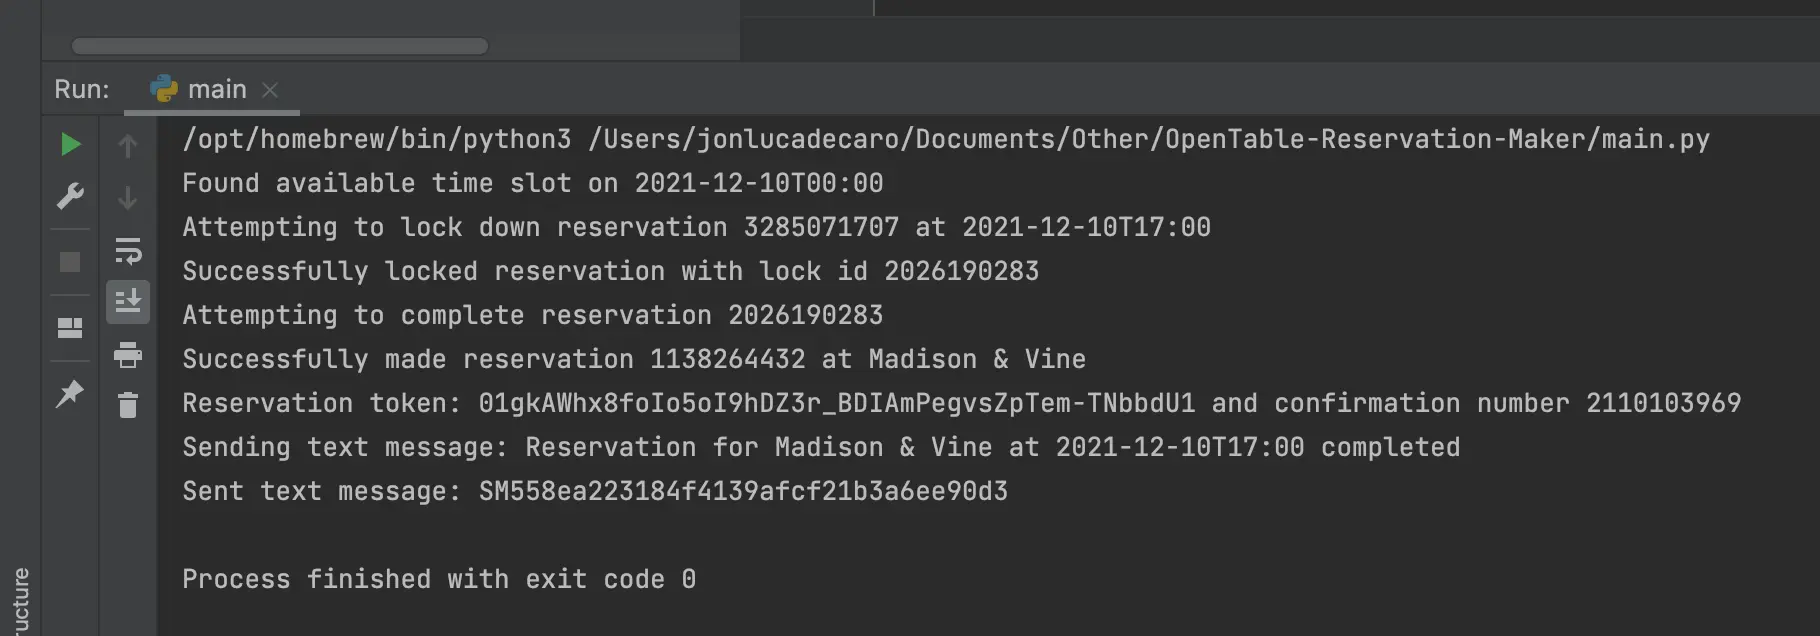 Run:
main
/opt/homebrew/bin/python3 /Users/jonlucadecaro/Documents/Other/OpenTable-Reservation-Maker/main.py
Found available time slot on 2021-12-10T00:00
Attempting to lock down reservation 3285071707 at 2021-12-10T17:00
Successfully locked reservation with lock id 2026190283
Attempting to complete reservation 2026190283
Successfully made reservation 1138264432 at Madison & Vine
Reservation token: 01gkAWhx8foIo5oI9hDZ3r_BDIAmPegvsZpTem-TNbbdU1 and confirmation number 2110103969
Sending text message: Reservation for Madison & Vine at 2021-12-10T17:00 completed
Sent text message: SM558ea223184f4139afcf21b3a6ee90d3
Process finished with exit code 0
ructure